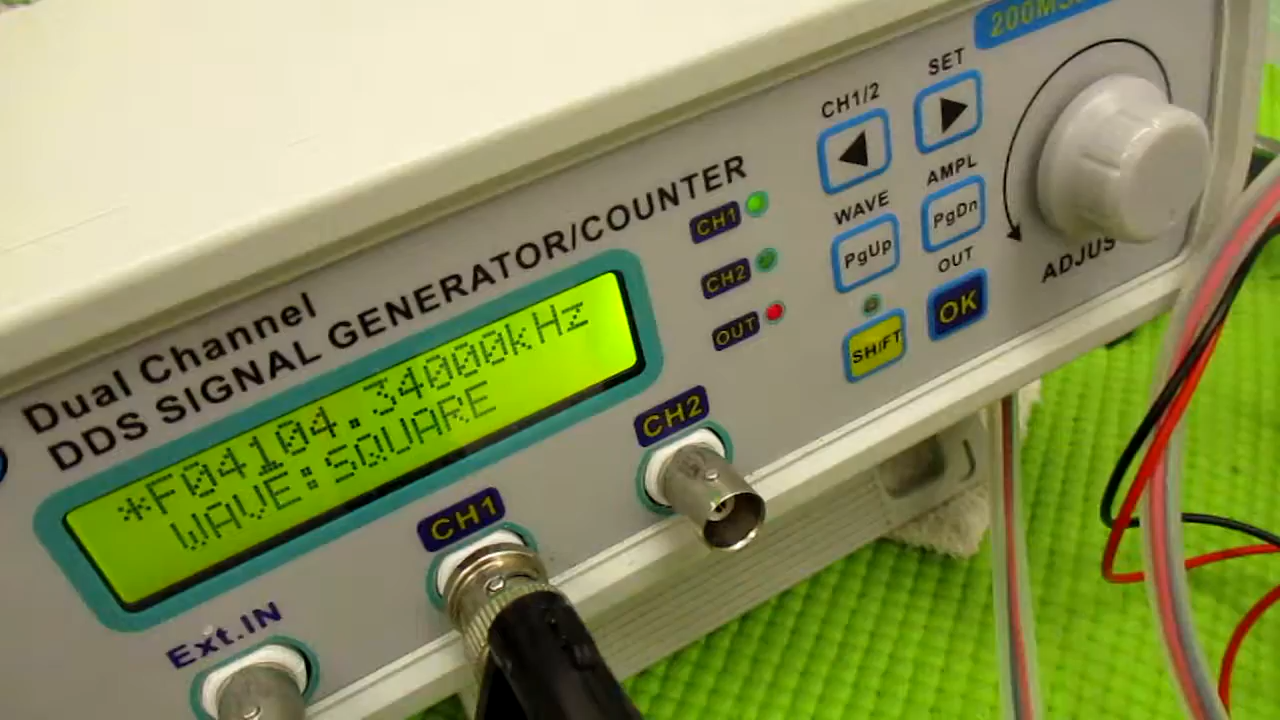 Dual Channel
DDS SIGNAL GENERATOR/COUNTER
*F04104.34000kHz
WAVE:SQUARE
Ext.IN
CH1
CH2
CH1
CH2
OUT
CH1/2
SET
WAVE
AMPL
PgUp
PgDn
OUT
SHIFT
OK
ADJUS